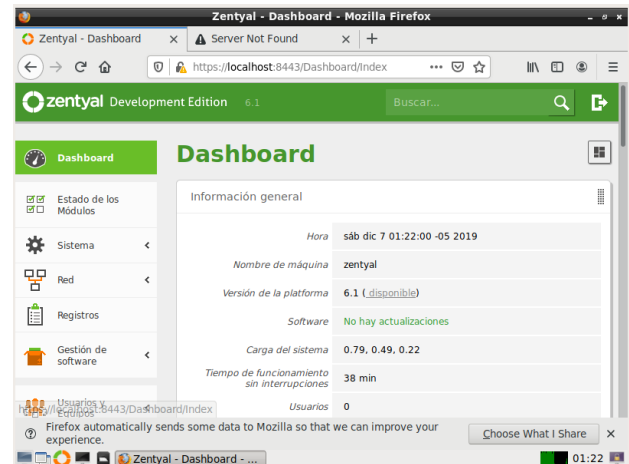 Zentyal - Dashboard - Mozilla Firefox
Zentyal - Dashboard
Server Not Found
https://localhost:8443/Dashboard/Index
zentyal Development Edition 6.1
Buscar...
Dashboard
Dashboard
Información general
Estado de los
Módulos
Sistema
Red
Registros
Gestión de
software
Usuarios y
Equipos
Hora sáb dic 7 01:22:00 -05 2019
Nombre de máquina zentyal
Versión de la plataforma 6.1 ( disponible)
Software No hay actualizaciones
Carga del sistema 0.79, 0.49, 0.22
Tiempo de funcionamiento
sin interrupciones 38 min
Usuarios 0
https://localhost:8443/Dashboard/Index
Firefox automatically sends some data to Mozilla so that we can improve your
experience.
Choose What I Share
Zentyal - Dashboard - ...
01:22